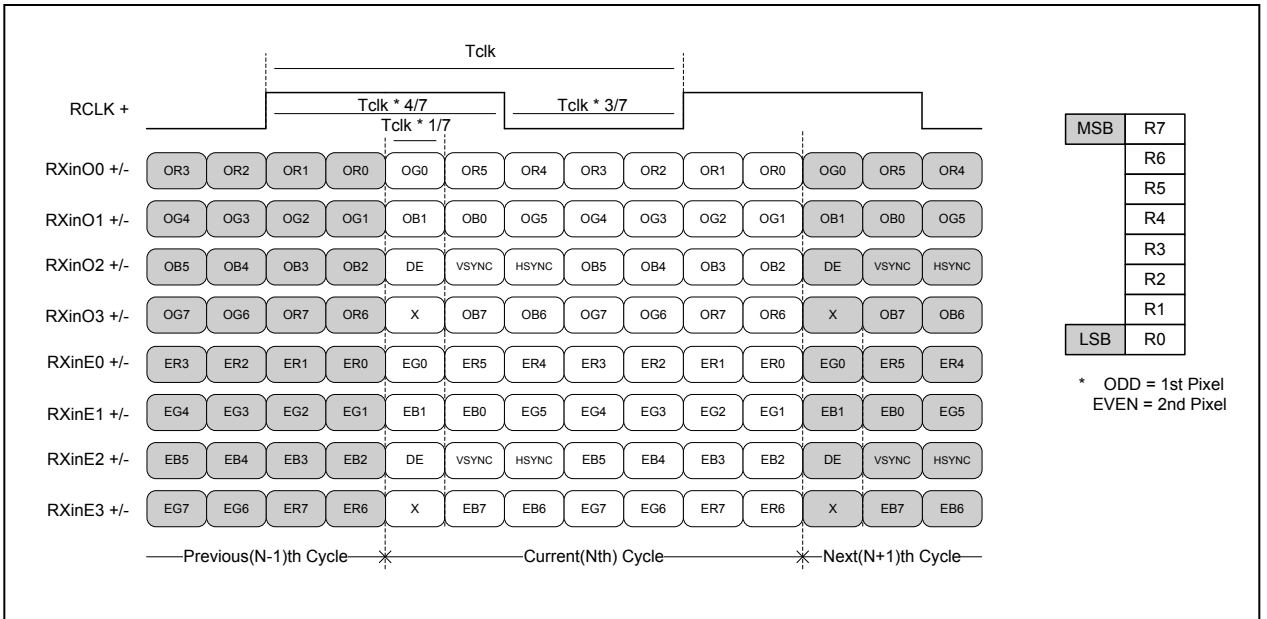 Tclk
RCLK +
Tclk * 4/7
Tclk * 3/7
Tclk * 1/7
RXinO0 +/- OR3 OR2 OR1 OR0 OG0 OR5 OR4 OR3 OR2 OR1 OR0 OG0 OR5 OR4
RXinO1 +/- OG4 OG3 OG2 OG1 OB1 OB0 OG5 OG4 OG3 OG2 OG1 OB1 OB0 OG5
RXinO2 +/- OB5 OB4 OB3 OB2 DE VSYNC HSYNC OB5 OB4 OB3 OB2 DE VSYNC HSYNC
RXinO3 +/- OG7 OG6 OR7 OR6 X OB7 OB6 OG7 OG6 OR7 OR6 X OB7 OB6
RXinE0 +/- ER3 ER2 ER1 ER0 EG0 ER5 ER4 ER3 ER2 ER1 ER0 EG0 ER5 ER4
RXinE1 +/- EG4 EG3 EG2 EG1 EB1 EB0 EG5 EG4 EG3 EG2 EG1 EB1 EB0 EG5
RXinE2 +/- EB5 EB4 EB3 EB2 DE VSYNC HSYNC EB5 EB4 EB3 EB2 DE VSYNC HSYNC
RXinE3 +/- EG7 EG6 ER7 ER6 X EB7 EB6 EG7 EG6 ER7 ER6 X EB7 EB6
Previous(N-1)th Cycle Current(Nth) Cycle Next(N+1)th Cycle
MSB R7
R6
R5
R4
R3
R2
R1
LSB R0
* ODD = 1st Pixel
EVEN = 2nd Pixel